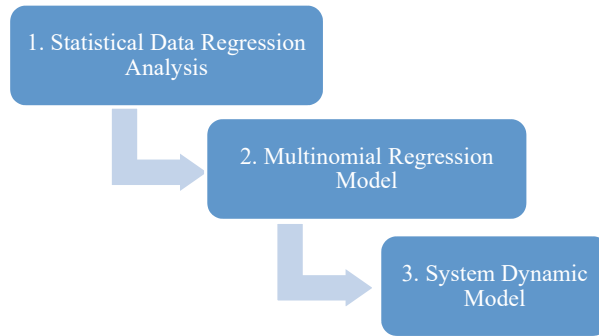 1. Statistical Data Regression
Analysis
2. Multinomial Regression
Model
3. System Dynamic
Model